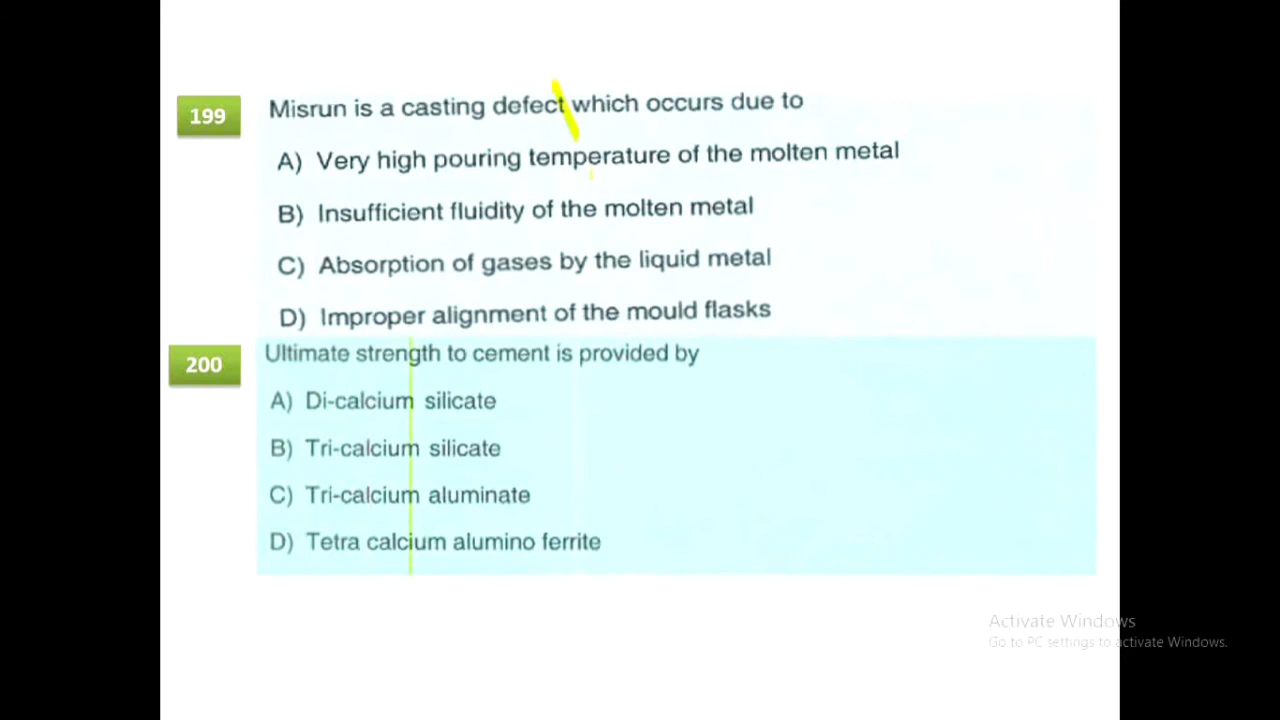 199
Misrun is a casting defect which occurs due to
A) Very high pouring temperature of the molten metal
B) Insufficient fluidity of the molten metal
C) Absorption of gases by the liquid metal
D) Improper alignment of the mould flasks
200
Ultimate strength to cement is provided by
A) Di-calcium silicate
B) Tri-calcium silicate
C) Tri-calcium aluminate
D) Tetra calcium alumino ferrite
Activate Windows
Go to PC settings to activate Windows.